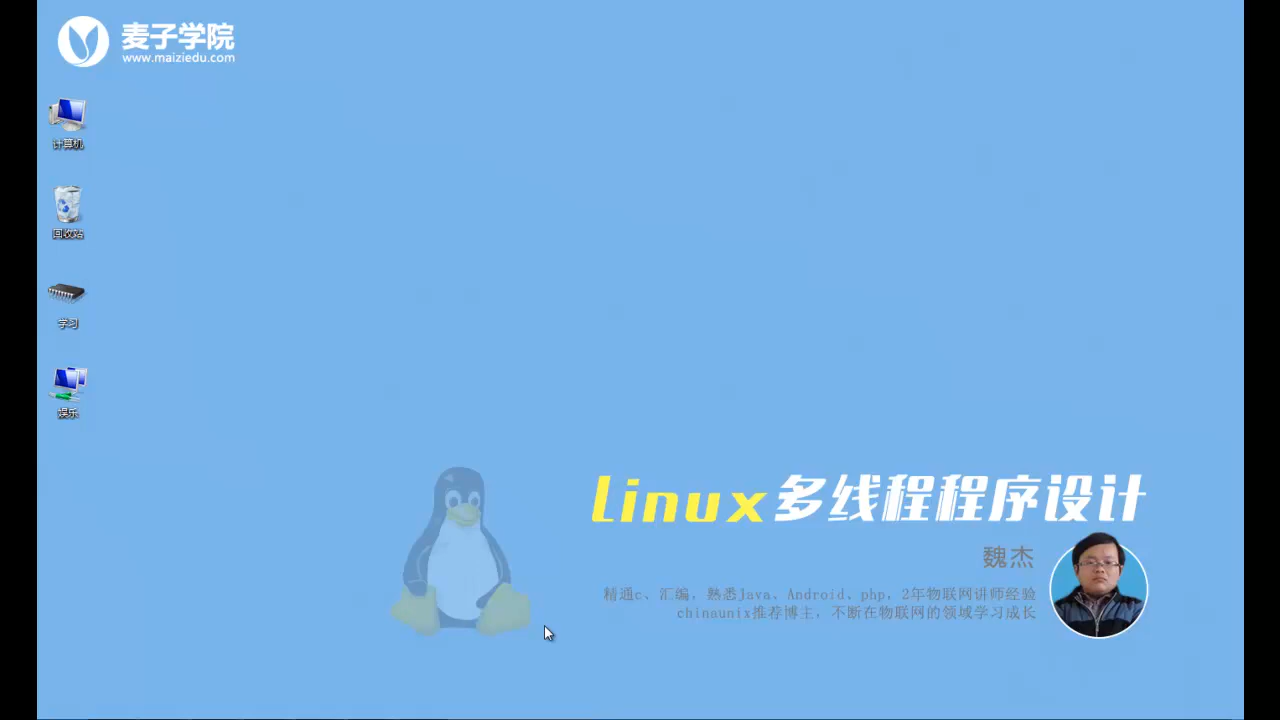 麦子学院
www.maiziedu.com
计算机
回收站
学习
娱乐
Linux多线程程序设计
魏杰
精通c、汇编，熟悉Java、Android、php，2年物联网讲师经验
chinaunix推荐博主，不断在物联网的领域学习成长